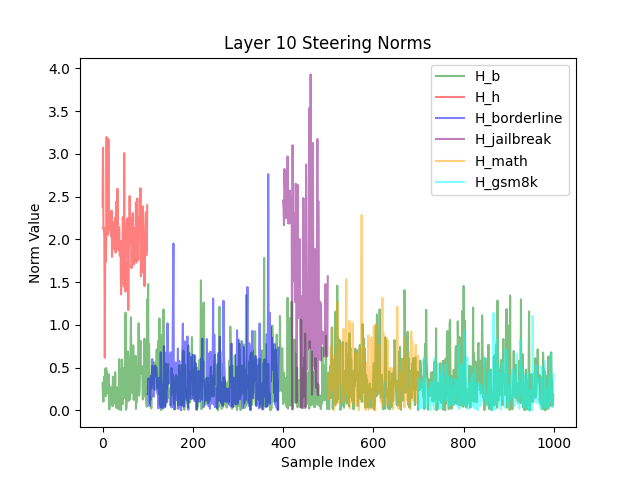 Layer 10 Steering Norms
H_b
H_h
H_borderline
H_jailbreak
H_math
H_gsm8k
Norm Value
4.0
3.5
3.0
2.5
2.0
1.5
1.0
0.5
0.0
0 200 400 600 800 1000
Sample Index